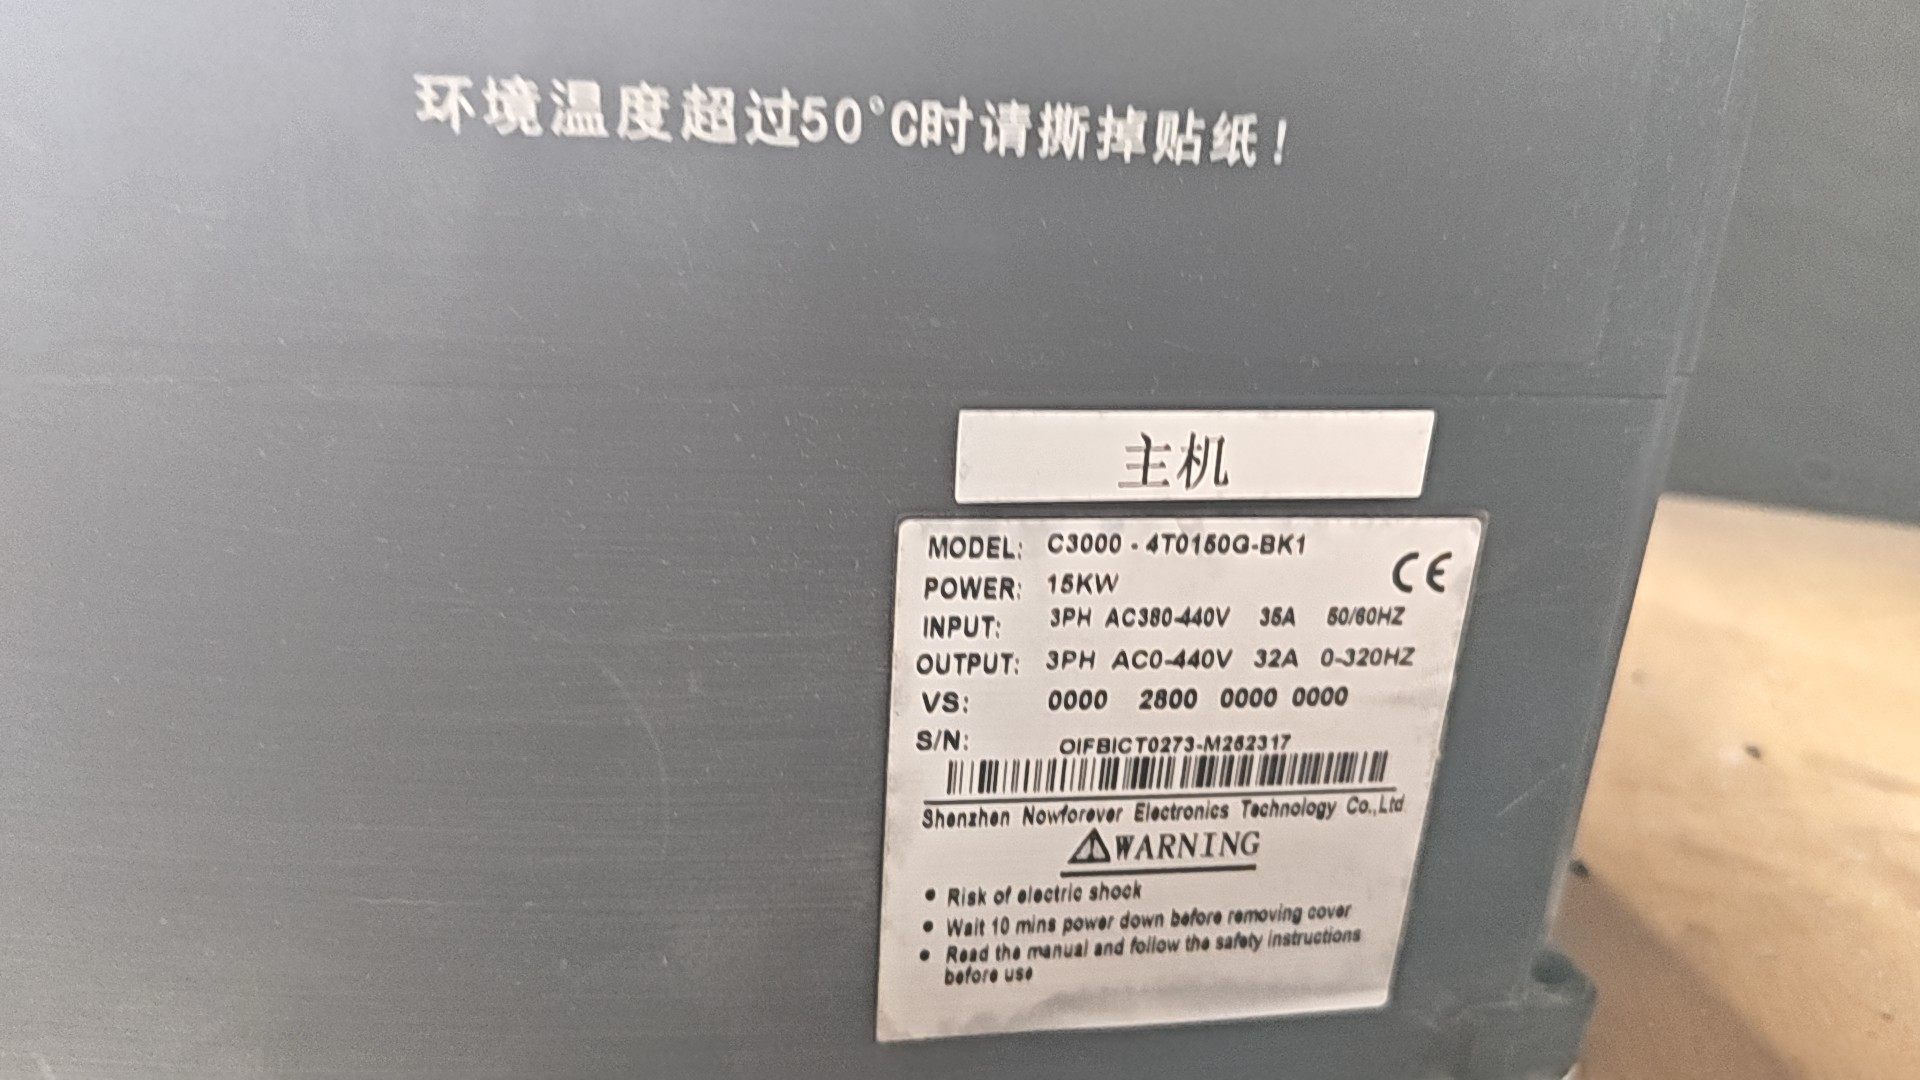 环境温度超过50°C时请撕掉贴纸!
主机
MODEL: C3000 - 4T0150G-BK1
CE
POWER: 15KW
INPUT: 3PH AC380-440V 35A 50/60HZ
OUTPUT: 3PH AC0-440V 32A 0-320HZ
VS: 0000 2800 0000 0000
S/N: OIFBICT0273-M252317
Shenzhen Nowforever Electronics Technology Co.,Ltd
WARNING
• Risk of electric shock
• Wait 10 mins power down before removing cover
• Read the manual and follow the safety instructions
before use